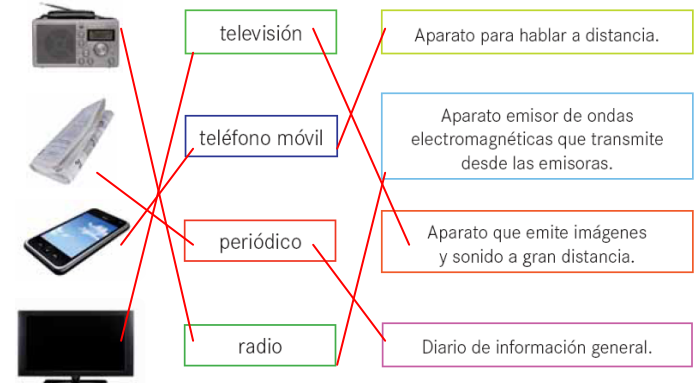 televisión
Aparato para hablar a distancia.
teléfono móvil
Aparato emisor de ondas
electromagnéticas que transmite
desde las emisoras.
periódico
Aparato que emite imágenes
y sonido a gran distancia.
radio
Diario de información general.